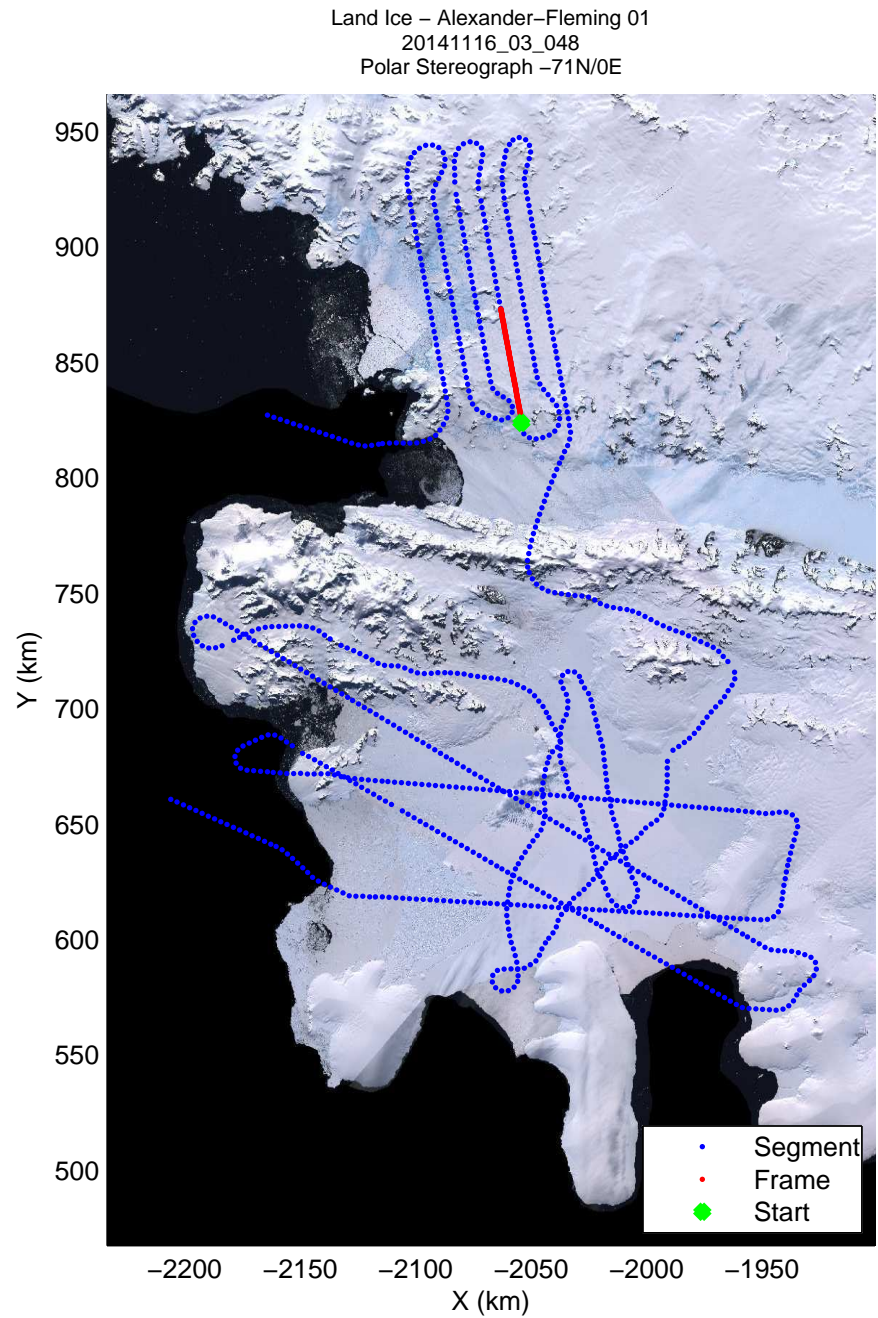 Land Ice − Alexander−Fleming 01
20141116_03_048
Polar Stereograph −71N/0E
950
900
850
800
750
700
650
600
550
500
Y (km)
Segment
Frame
Start
−2200 −2150 −2100 −2050 −2000 −1950
X (km)